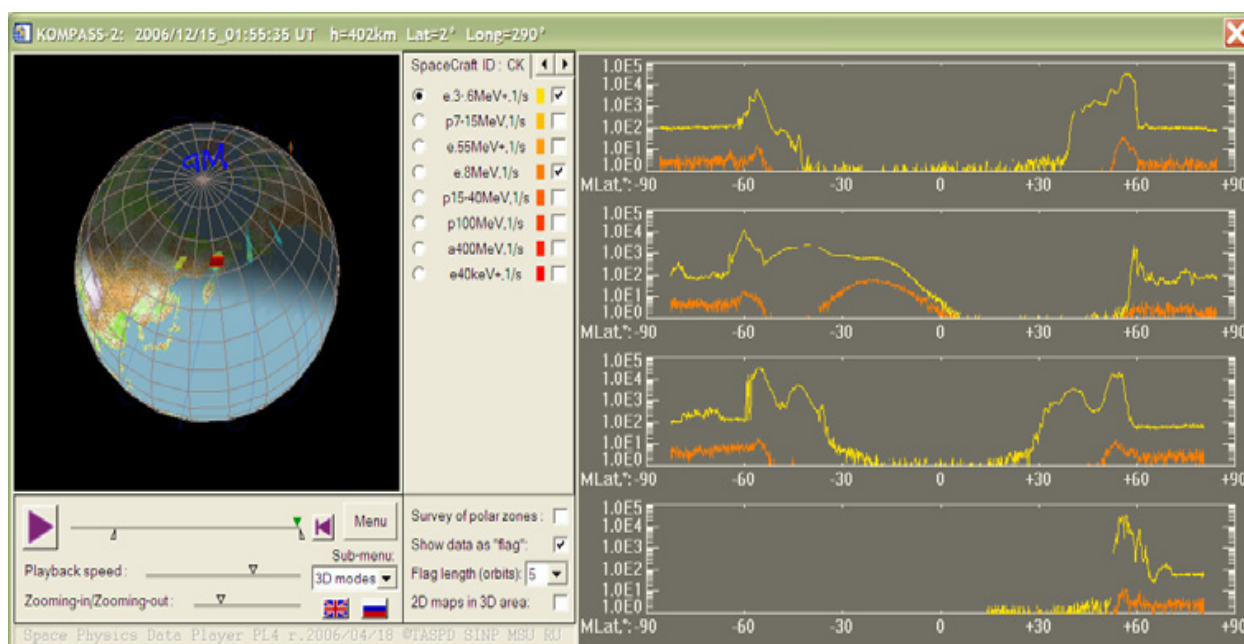 KOMPASS-2: 2006/12/15_01:55:35 UT h=402km Lat=2° Long=290°
SpaceCraft ID : CK
e.3-.6MeV+,1/s
p7-15MeV,1/s
e.55MeV+,1/s
e.8MeV,1/s
p15-40MeV,1/s
p100MeV,1/s
a400MeV,1/s
e40keV+,1/s
Menu
Sub-menu:
Playback speed :
3D modes
Zooming-in/Zooming-out :
Survey of polar zones :
Show data as "flag":
Flag length (orbits): 5
2D maps in 3D area:
Space Physics Data Player PL4 r.2006/04/18 @TASPD SINP MSU RU
1.0E5
1.0E4
1.0E3
1.0E2
1.0E1
1.0E0
MLat,°:-90 -60 -30 0 +30 +60 +90
1.0E5
1.0E4
1.0E3
1.0E2
1.0E1
1.0E0
MLat,°:-90 -60 -30 0 +30 +60 +90
1.0E5
1.0E4
1.0E3
1.0E2
1.0E1
1.0E0
MLat,°:-90 -60 -30 0 +30 +60 +90
1.0E5
1.0E4
1.0E3
1.0E2
1.0E1
1.0E0
MLat,°:-90 -60 -30 0 +30 +60 +90